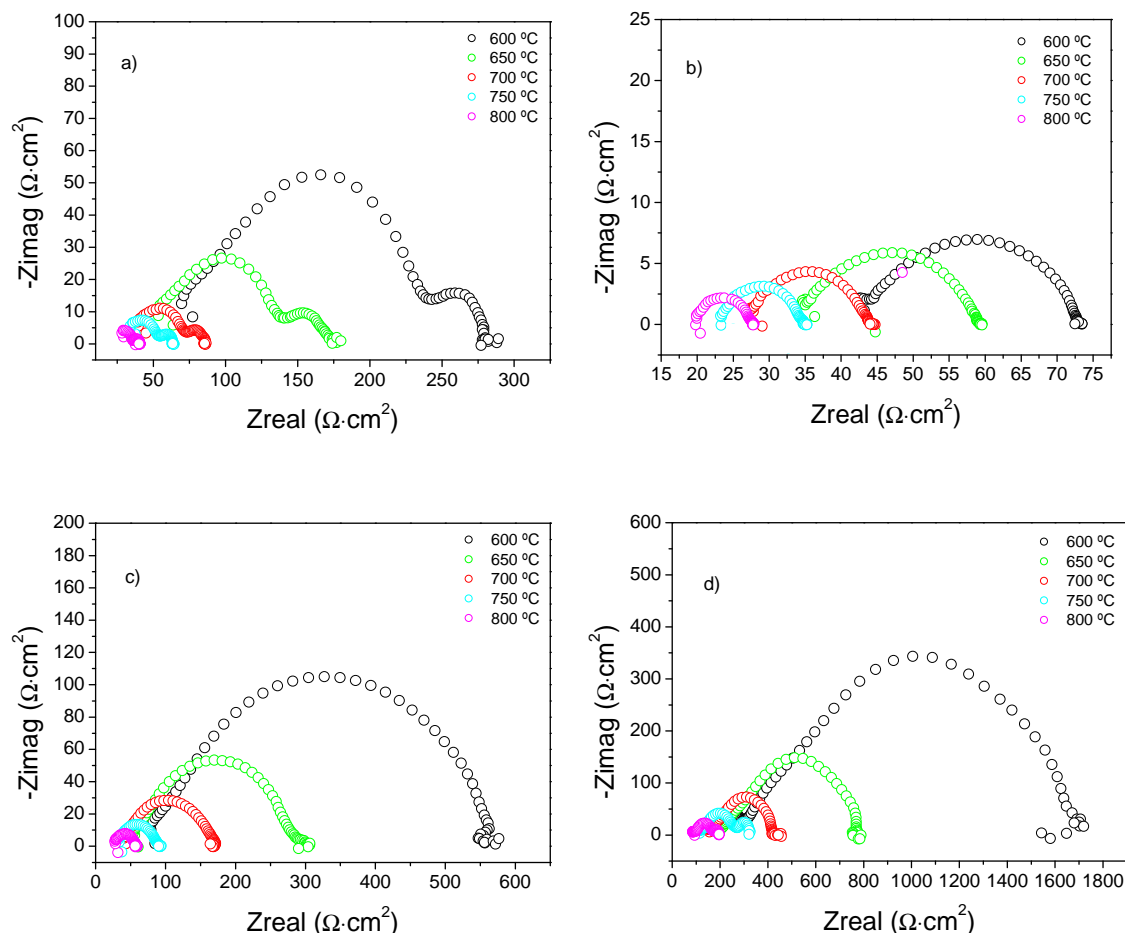 a)
100
90
80
70
60
50
40
30
20
10
0
-Zimag (Ω·cm²)
600 ºC
650 ºC
700 ºC
750 ºC
800 ºC
50 100 150 200 250 300
Zreal (Ω·cm²)
b)
25
20
15
10
5
0
-Zimag (Ω·cm²)
600 ºC
650 ºC
700 ºC
750 ºC
800 ºC
15 20 25 30 35 40 45 50 55 60 65 70 75
Zreal (Ω·cm²)
c)
200
180
160
140
120
100
80
60
40
20
0
-Zimag (Ω·cm²)
600 ºC
650 ºC
700 ºC
750 ºC
800 ºC
0 100 200 300 400 500 600
Zreal (Ω·cm²)
d)
600
500
400
300
200
100
0
-Zimag (Ω·cm²)
600 ºC
650 ºC
700 ºC
750 ºC
800 ºC
0 200 400 600 800 1000 1200 1400 1600 1800
Zreal (Ω·cm²)